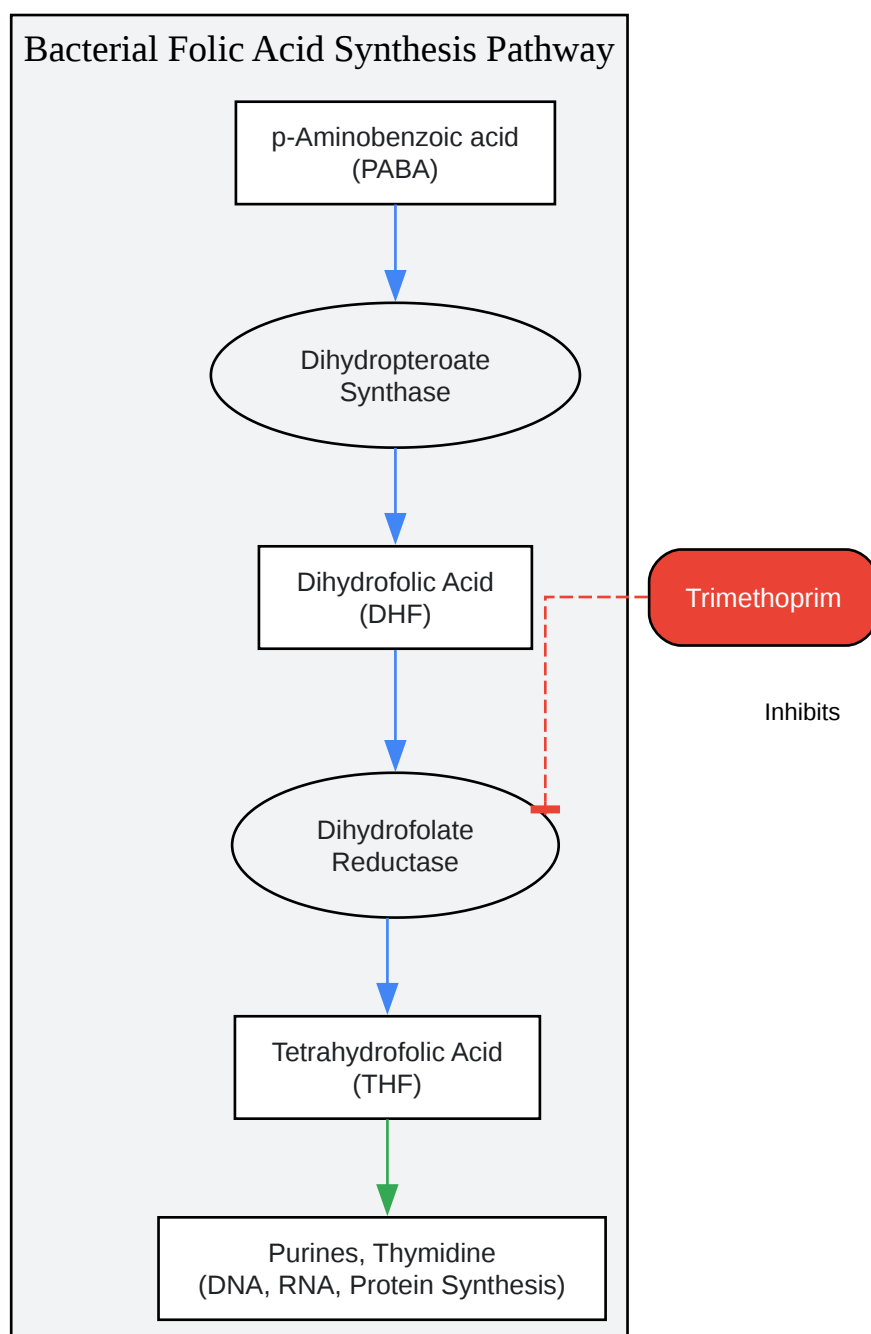 Bacterial Folic Acid Synthesis Pathway
p-Aminobenzoic acid
(PABA)
Dihydropteroate
Synthase
Dihydrofolic Acid
(DHF)
Trimethoprim
Inhibits
Dihydrofolate
Reductase
Tetrahydrofolic Acid
(THF)
Purines, Thymidine
(DNA, RNA, Protein Synthesis)